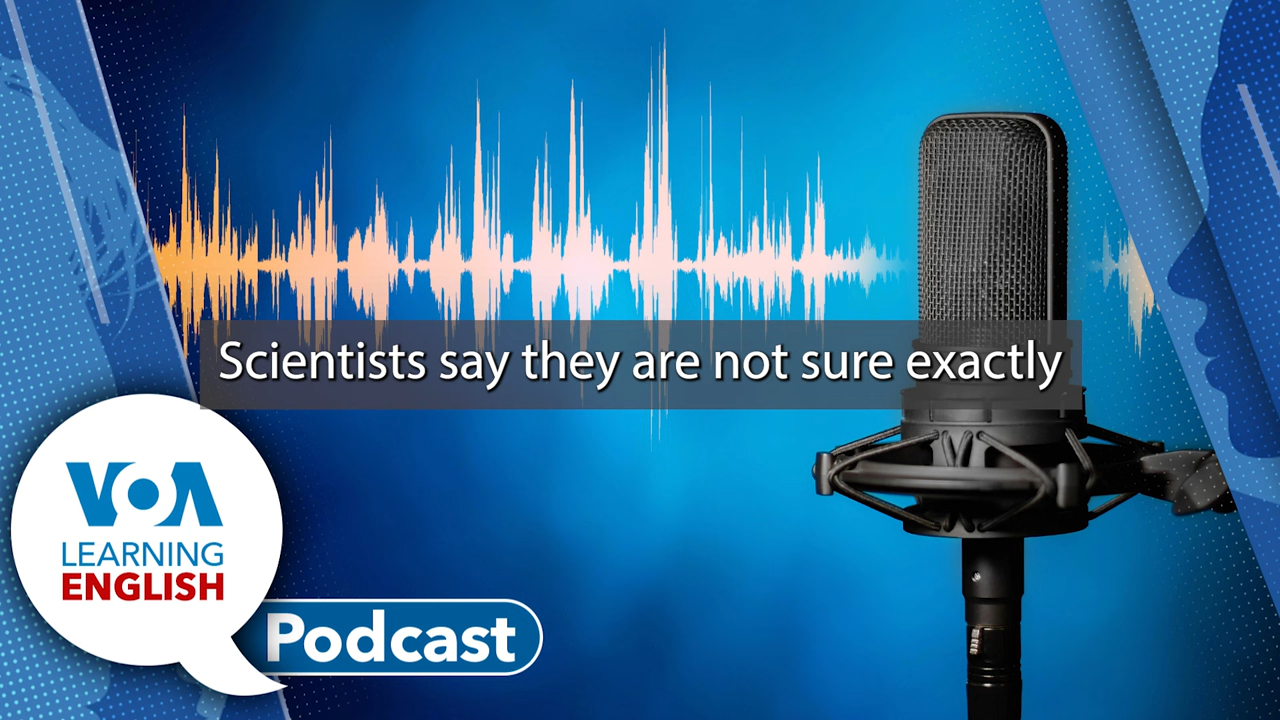 Scientists say they are not sure exactly
VOA
LEARNING
ENGLISH
Podcast